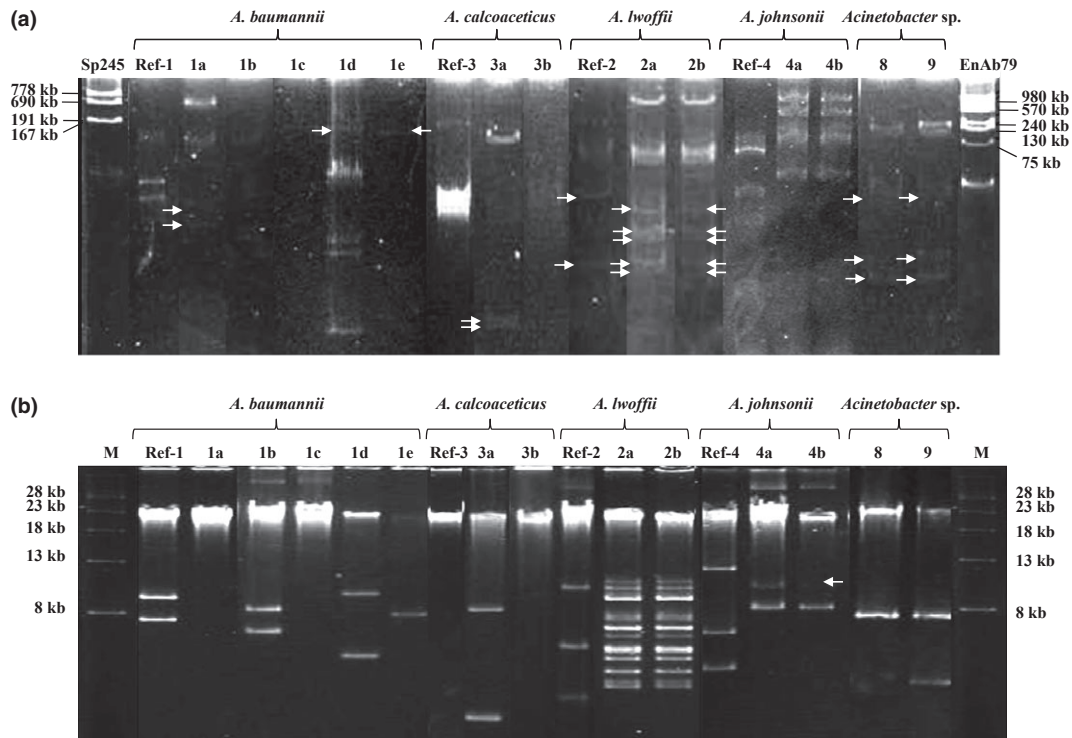 (a)
A. baumannii A. calcoaceticus A. lwoffii A. johnsonii Acinetobacter sp.
Sp245 Ref-1 1a 1b 1c 1d 1e Ref-3 3a 3b Ref-2 2a 2b Ref-4 4a 4b 8 9 EnAb79
778 kb
690 kb
191 kb
167 kb
980 kb
570 kb
240 kb
130 kb
75 kb
(b)
A. baumannii A. calcoaceticus A. lwoffii A. johnsonii Acinetobacter sp.
M Ref-1 1a 1b 1c 1d 1e Ref-3 3a 3b Ref-2 2a 2b Ref-4 4a 4b 8 9 M
28 kb
23 kb
18 kb
13 kb
8 kb
28 kb
23 kb
18 kb
13 kb
8 kb